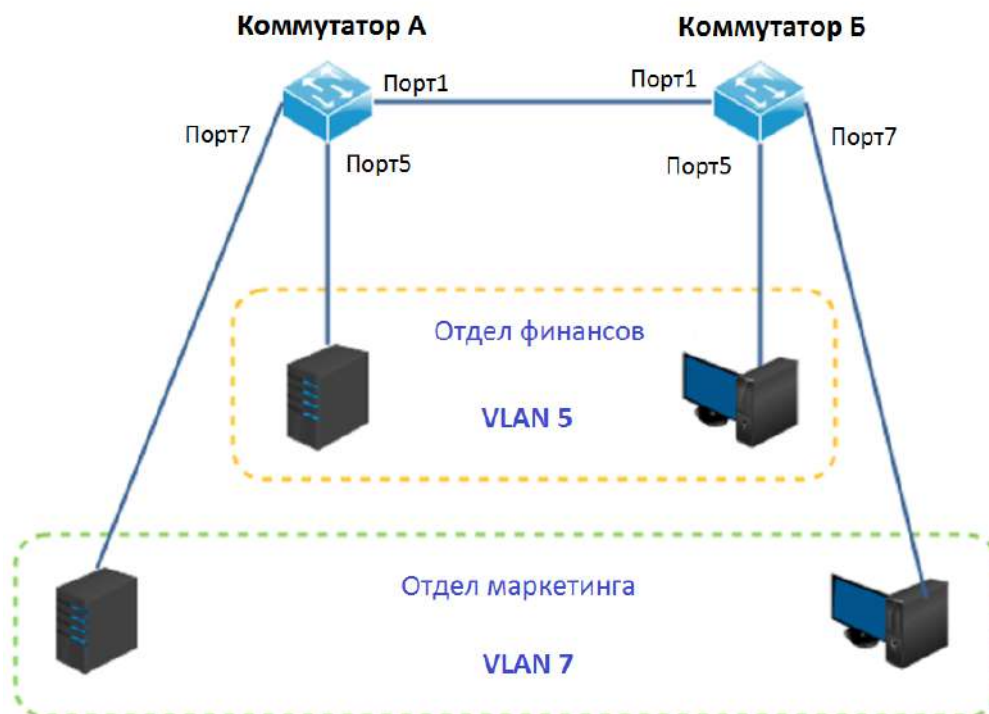 Коммутатор А
Коммутатор Б
Порт1
Порт1
Порт7
Порт7
Порт5
Порт5
Отдел финансов
VLAN 5
Отдел маркетинга
VLAN 7